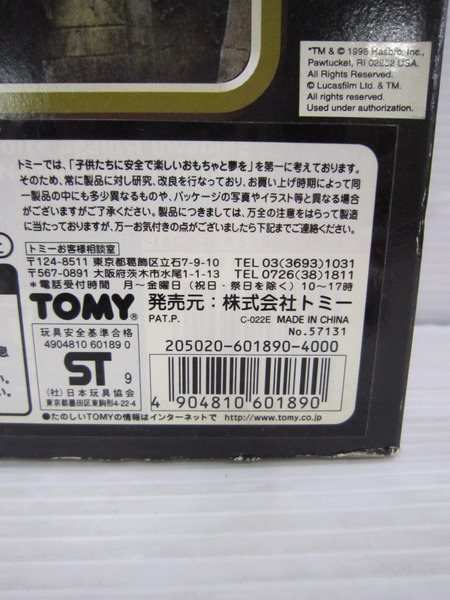 *TM & © 1998 Hasbro, Inc.,
Pawtucket, RI 02862 USA.
All Rights Reserved.
© Lucasfilm Ltd. & TM.
All Rights Reserved.
Used under authorization.
トミーでは、「子供たちに安全で楽しいおもちゃと夢を」を第一に考えております。
そのため、常に製品に対し研究、改良を行なっており、お買い上げ時期によって同
一製品の中にも多少異なるものや、パッケージの写真やイラスト等と異なる場合
がございますがご了承ください。製品につきましては、万全の注意をはらって製造
に当たっておりますが、万一お気付きの点がございましたら下記までご連絡ください。
トミーお客様相談室
〒124-8511 東京都葛飾区立石7-9-10 TEL 03(3693)1031
〒567-0891 大阪府茨木市水尾1-1-13 TEL 0726(38)1811
*電話受付時間 月〜金曜日(祝日・祭日を除く)10〜17時
TOMY® 発売元:株式会社トミー
PAT.P. C-022E MADE IN CHINA
No.57131
玩具安全基準合格
4904810 60189 0
ST 9
(社)日本玩具協会
東京都墨田区東駒形4-22-4
205020-601890-4000
4 904810 601890
●たのしいTOMYの情報はインターネットで http://www.tomy.co.jp
息
い。
い。